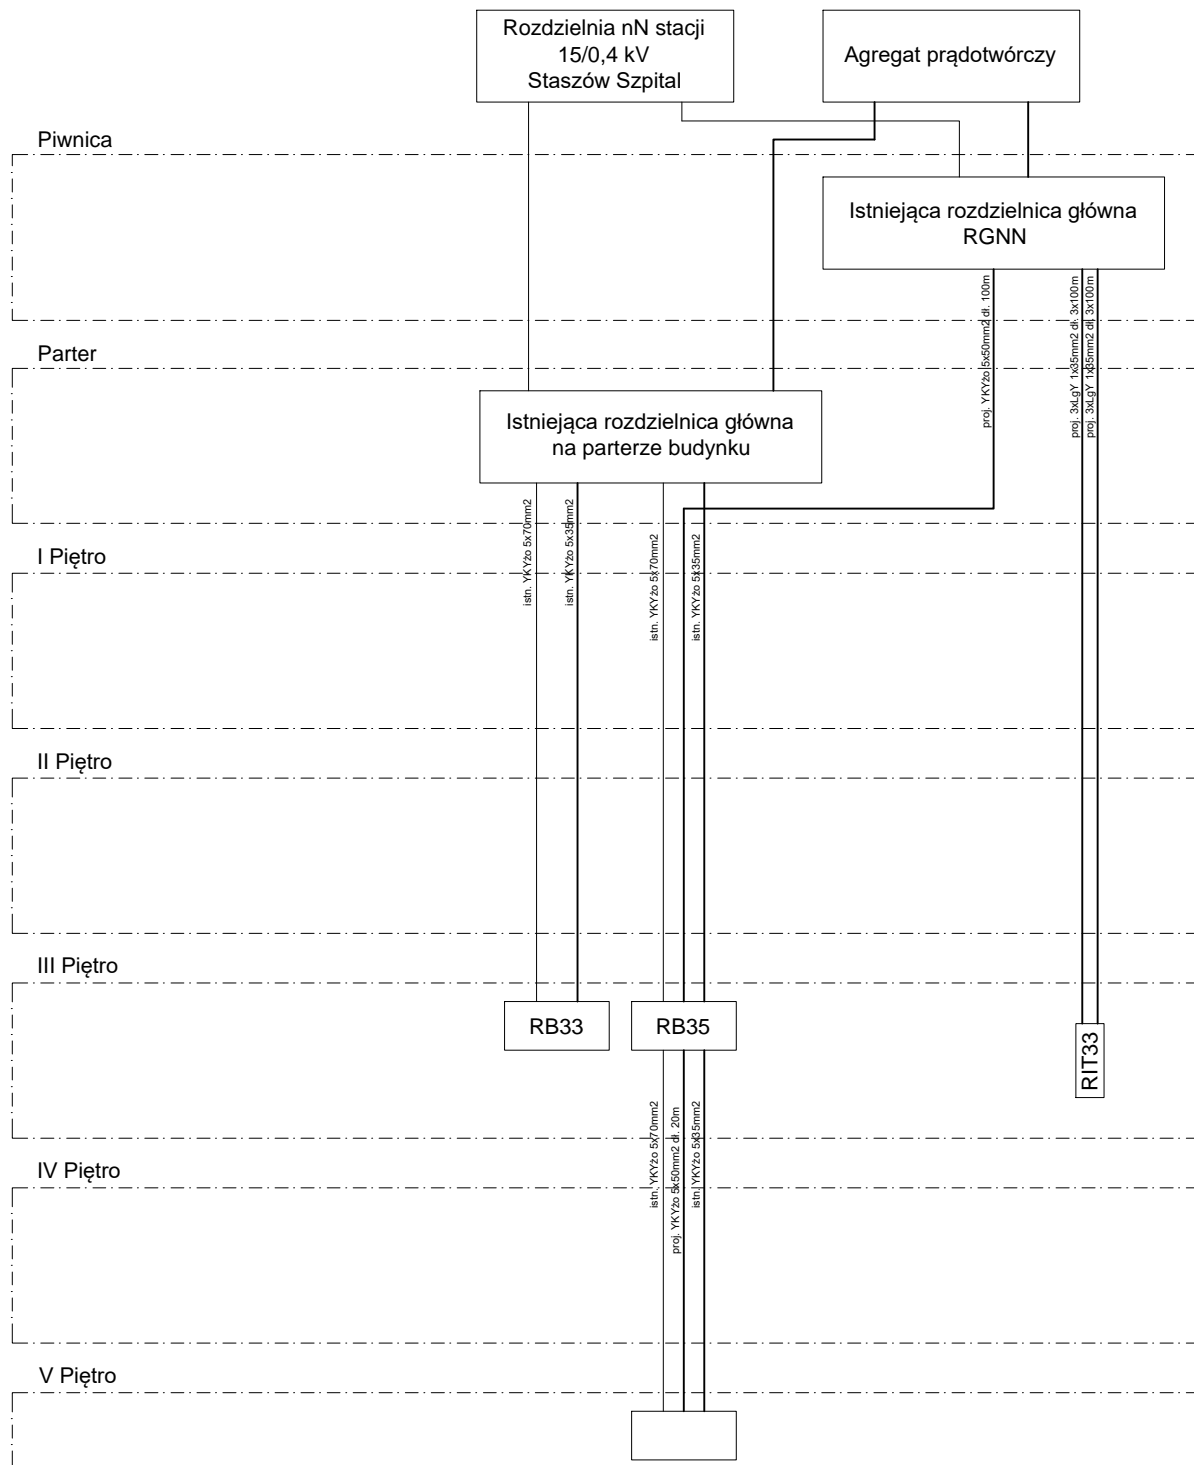 Rozdzielnia nN stacji
15/0,4 kV
Staszów Szpital
Agregat prądotwórczy
Piwnica
Istniejąca rozdzielnica główna
RGNN
proj. YKYżo 5x50mm2 dł. 100m
proj. 3xLgY 1x35mm2 dł. 3x100m
proj. 3xLgY 1x35mm2 dł. 3x100m
Parter
Istniejąca rozdzielnica główna
na parterze budynku
istn. YKYżo 5x70mm2
istn. YKYżo 5x35mm2
istn. YKYżo 5x70mm2
istn. YKYżo 5x35mm2
I Piętro
II Piętro
III Piętro
RB33
RB35
RIT33
istn. YKYżo 5x70mm2
proj. YKYżo 5x50mm2 dł. 20m
istn. YKYżo 5x35mm2
IV Piętro
V Piętro